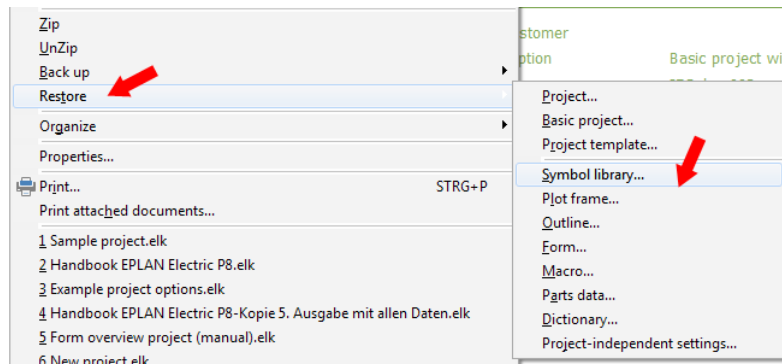 Zip
UnZip
Back up
Restore
Organize
Properties...
Print... STRG+P
Print attached documents...
1 Sample project.elk
2 Handbook EPLAN Electric P8.elk
3 Example project options.elk
4 Handbook EPLAN Electric P8-Kopie 5. Ausgabe mit allen Daten.elk
5 Form overview project (manual).elk
6 New project.elk
stomer
ption Basic project wi
Project...
Basic project...
Project template...
Symbol library...
Plot frame...
Outline...
Form...
Macro...
Parts data...
Dictionary...
Project-independent settings...